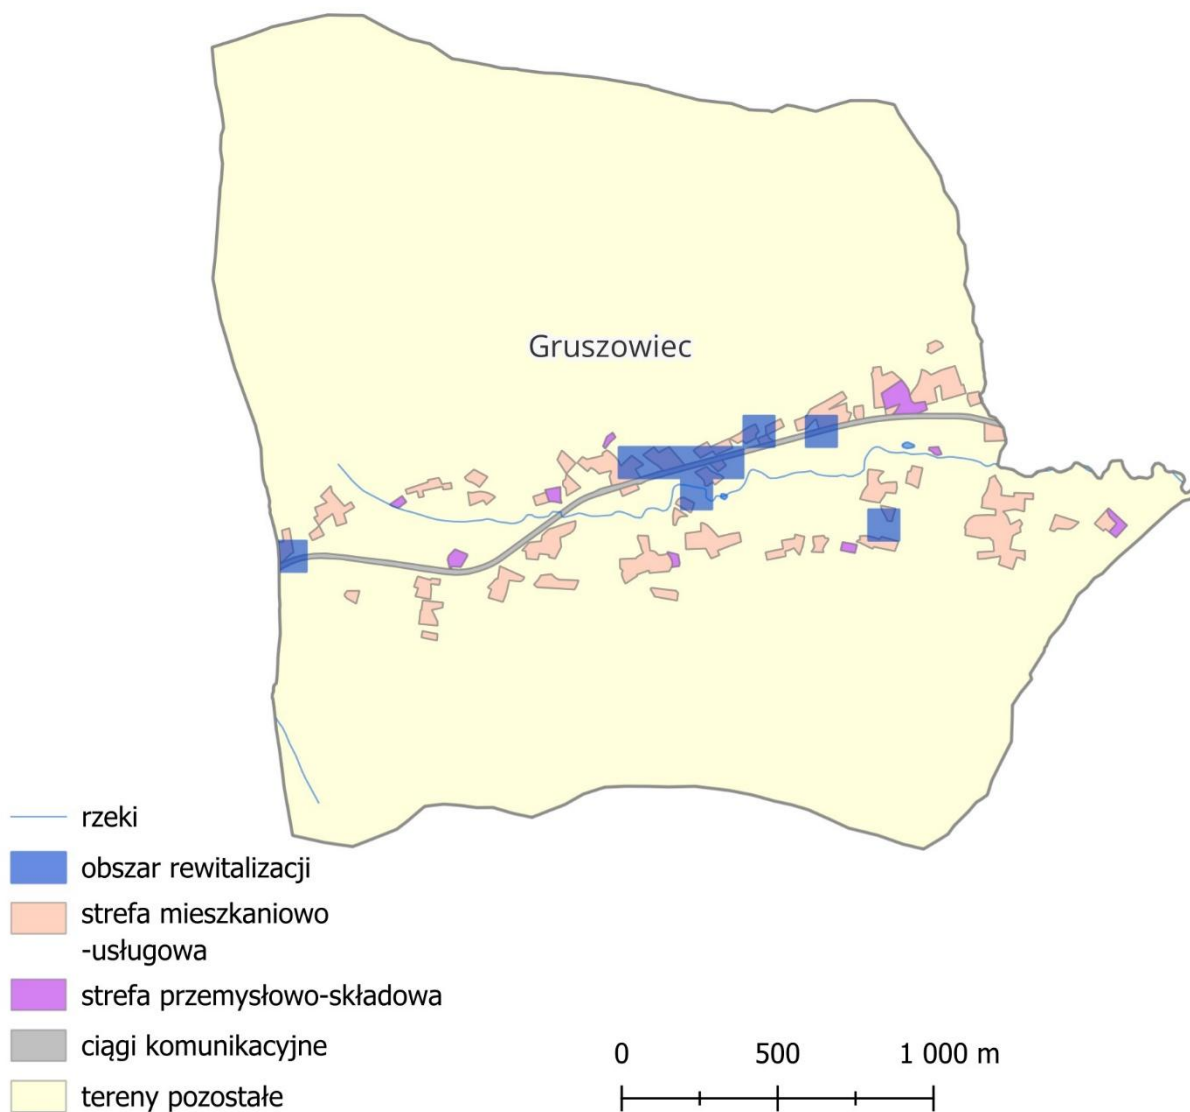 Gruszowiec
rzeki
obszar rewitalizacji
strefa mieszkaniowo
-usługowa
strefa przemysłowo-składowa
ciągi komunikacyjne
tereny pozostałe
0 500 1 000 m